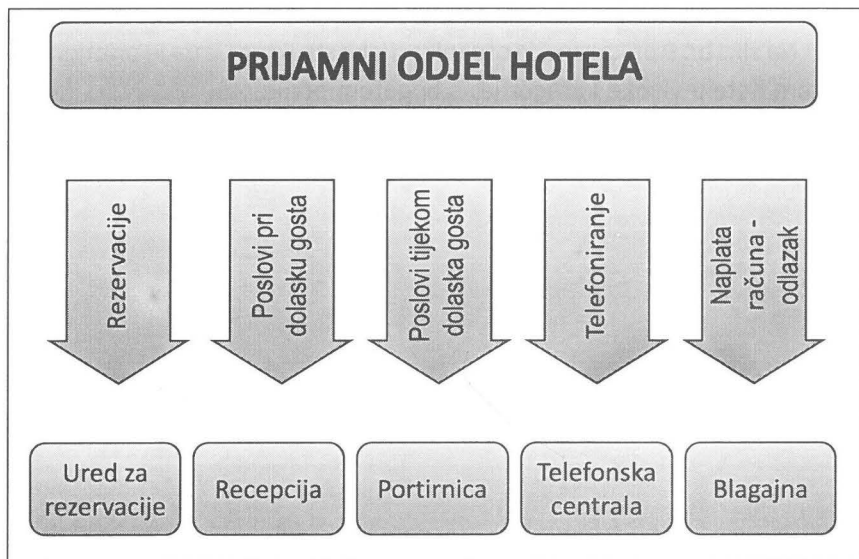 PRIJAMNI ODJEL HOTELA
Rezervacije
Poslovi pri
dolasku gosta
Poslovi tijekom
dolaska gosta
Telefoniranje
Naplata
računa -
odlazak
Ured za
rezervacije
Recepcija
Portirnica
Telefonska
centrala
Blagajna